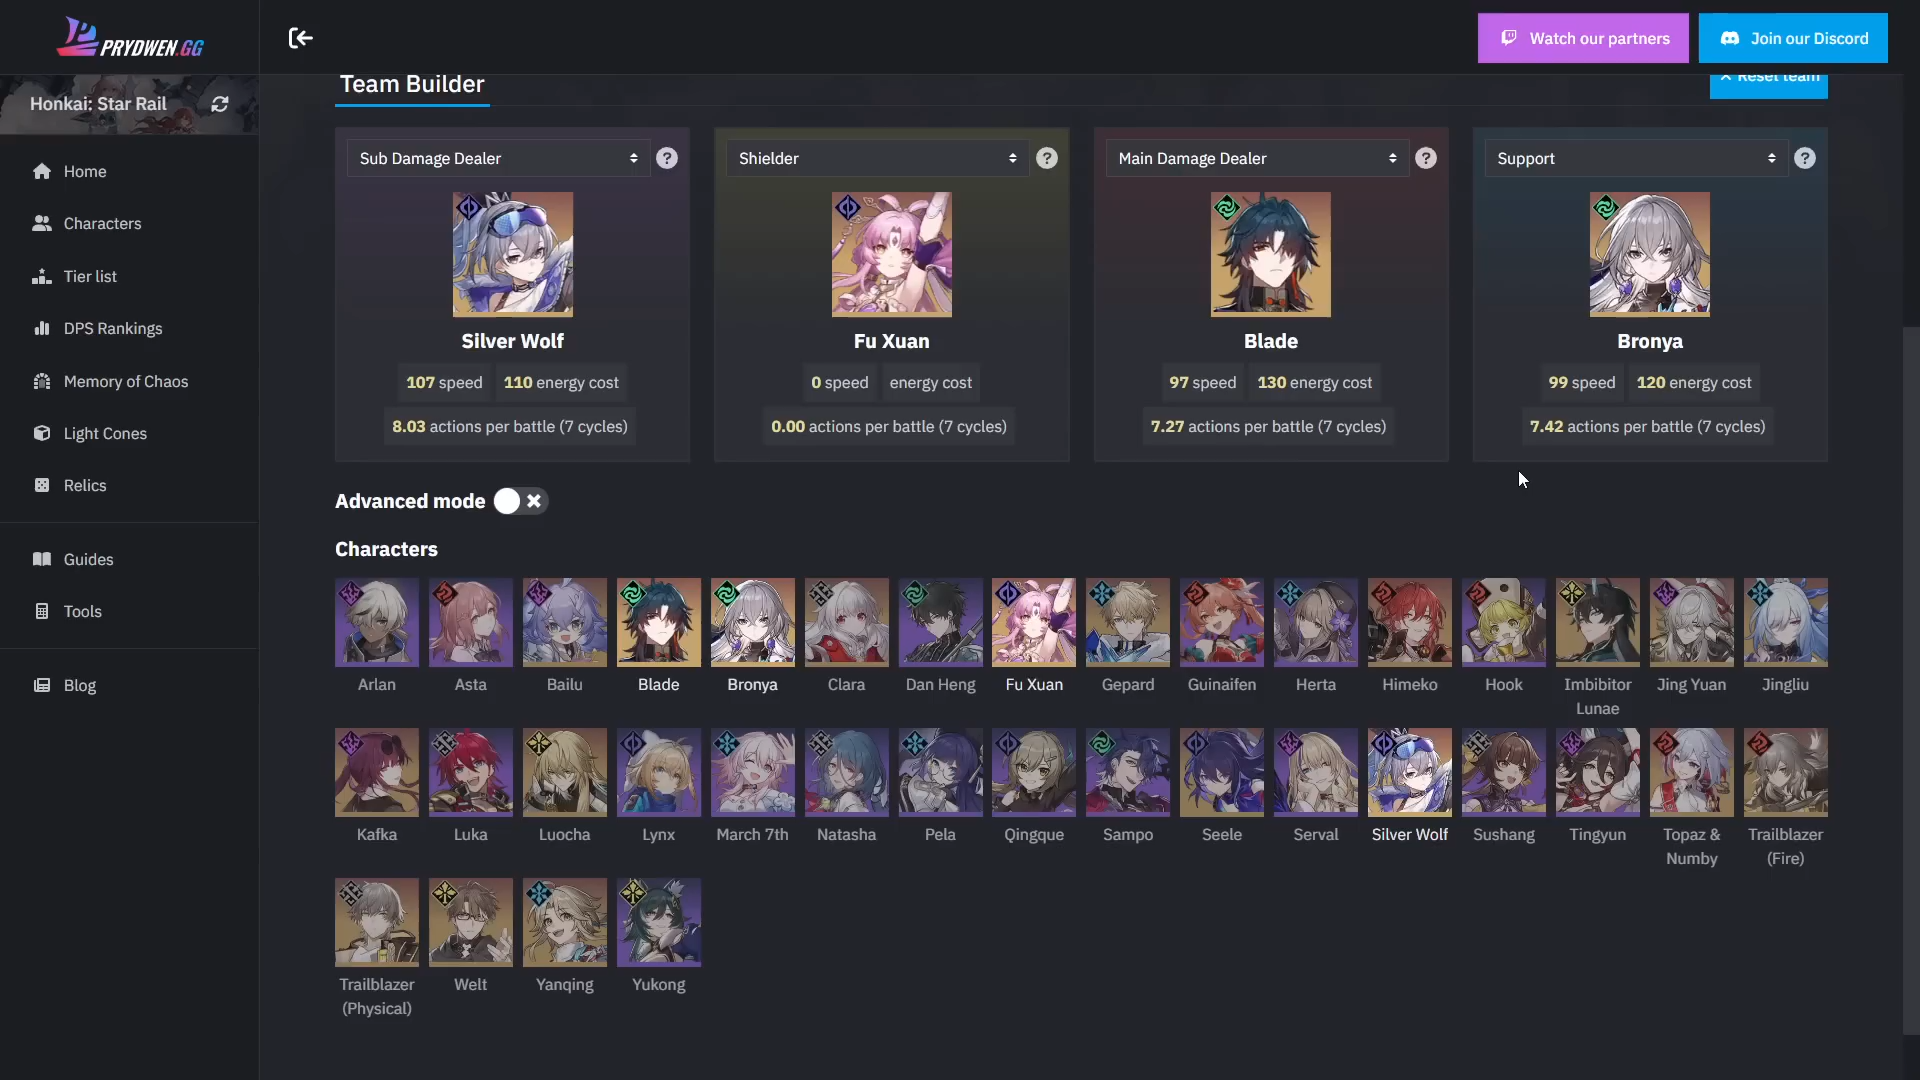 PRYDWEN.GG
Watch our partners
Join our Discord
Honkai: Star Rail
Home
Characters
Tier list
DPS Rankings
Memory of Chaos
Light Cones
Relics
Guides
Tools
Blog
Team Builder
Reset team
Sub Damage Dealer
?
Silver Wolf
107 speed
110 energy cost
8.03 actions per battle (7 cycles)
Shielder
?
Fu Xuan
0 speed
energy cost
0.00 actions per battle (7 cycles)
Main Damage Dealer
?
Blade
97 speed
130 energy cost
7.27 actions per battle (7 cycles)
Support
?
Bronya
99 speed
120 energy cost
7.42 actions per battle (7 cycles)
Advanced mode
Characters
Arlan
Asta
Bailu
Blade
Bronya
Clara
Dan Heng
Fu Xuan
Gepard
Guinaifen
Herta
Himeko
Hook
Imbibitor
Lunae
Jing Yuan
Jingliu
Kafka
Luka
Luocha
Lynx
March 7th
Natasha
Pela
Qingque
Sampo
Seele
Serval
Silver Wolf
Sushang
Tingyun
Topaz &
Numby
Trailblazer
(Fire)
Trailblazer
(Physical)
Welt
Yanqing
Yukong